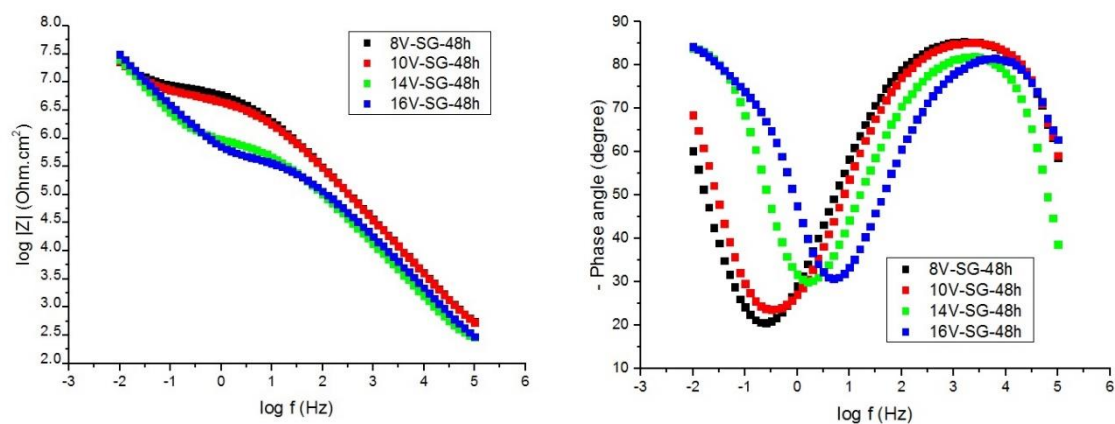 log |Z| (Ohm.cm²)
8.0
7.5
7.0
6.5
6.0
5.5
5.0
4.5
4.0
3.5
3.0
2.5
2.0
8V-SG-48h
10V-SG-48h
14V-SG-48h
16V-SG-48h
-3 -2 -1 0 1 2 3 4 5 6
log f (Hz)
- Phase angle (degree)
90
80
70
60
50
40
30
20
10
8V-SG-48h
10V-SG-48h
14V-SG-48h
16V-SG-48h
-3 -2 -1 0 1 2 3 4 5 6
log f (Hz)